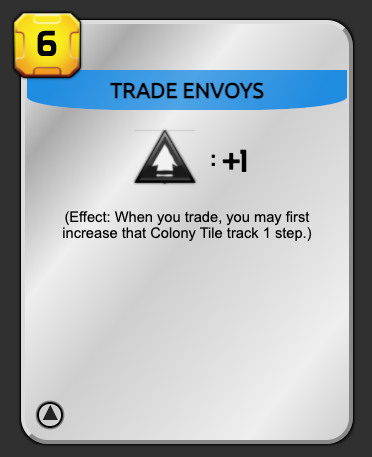 6
TRADE ENVOYS
: +1
(Effect: When you trade, you may first
increase that Colony Tile track 1 step.)